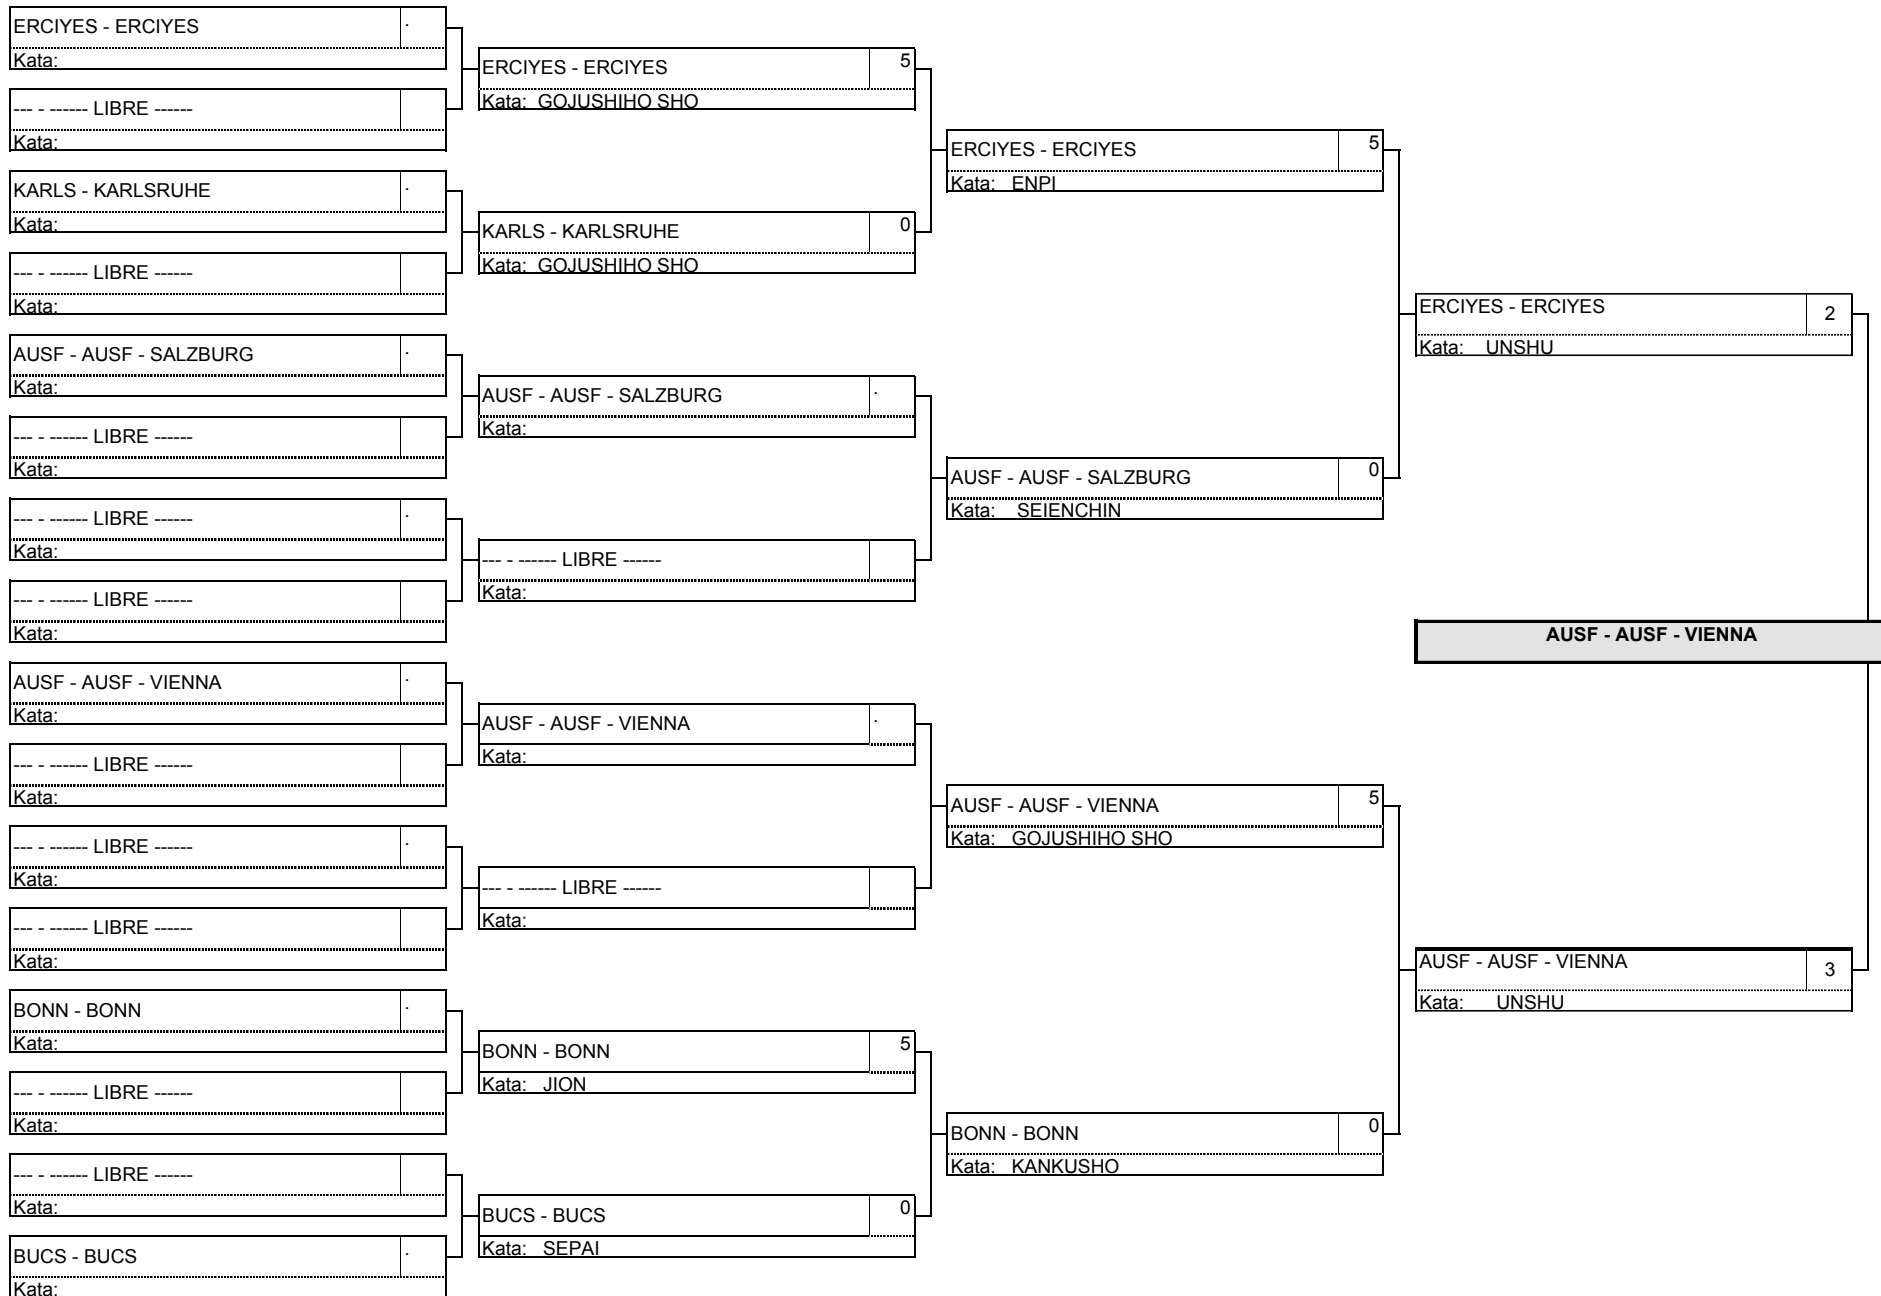 ERCIYES - ERCIYES .
Kata:
--- - ------ LIBRE ------
Kata:
KARLS - KARLSRUHE .
Kata:
--- - ------ LIBRE ------
Kata:
AUSF - AUSF - SALZBURG .
Kata:
--- - ------ LIBRE ------
Kata:
--- - ------ LIBRE ------ .
Kata:
--- - ------ LIBRE ------
Kata:
AUSF - AUSF - VIENNA .
Kata:
--- - ------ LIBRE ------
Kata:
--- - ------ LIBRE ------ .
Kata:
--- - ------ LIBRE ------
Kata:
BONN - BONN .
Kata:
--- - ------ LIBRE ------
Kata:
--- - ------ LIBRE ------
Kata:
BUCS - BUCS .
Kata:
ERCIYES - ERCIYES 5
Kata: GOJUSHIHO SHO
KARLS - KARLSRUHE 0
Kata: GOJUSHIHO SHO
AUSF - AUSF - SALZBURG .
Kata:
--- - ------ LIBRE ------
Kata:
AUSF - AUSF - VIENNA .
Kata:
--- - ------ LIBRE ------
Kata:
BONN - BONN 5
Kata: JION
BUCS - BUCS 0
Kata: SEPAI
ERCIYES - ERCIYES 5
Kata: ENPI
AUSF - AUSF - SALZBURG 0
Kata: SEIENCHIN
AUSF - AUSF - VIENNA 5
Kata: GOJUSHIHO SHO
BONN - BONN 0
Kata: KANKUSHO
ERCIYES - ERCIYES 2
Kata: UNSHU
AUSF - AUSF - VIENNA
AUSF - AUSF - VIENNA 3
Kata: UNSHU